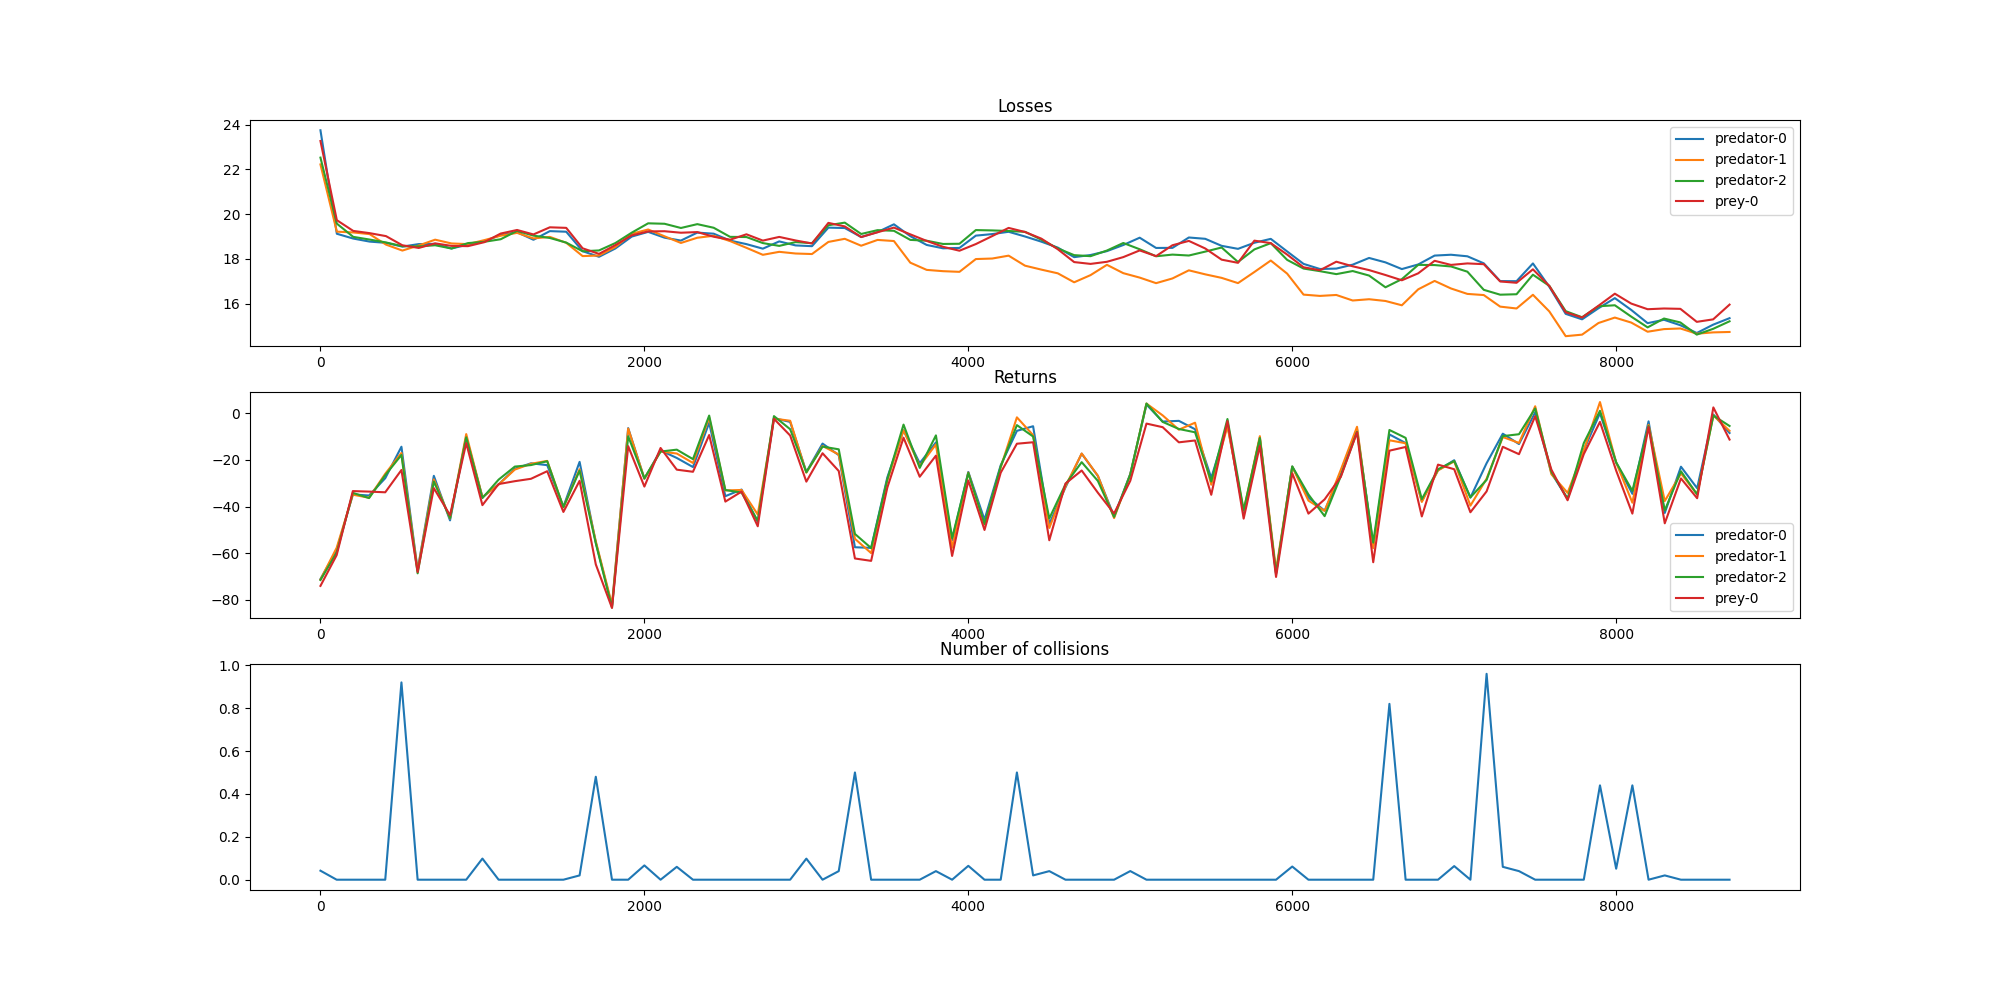 Losses
24
22
20
18
16
predator-0
predator-1
predator-2
prey-0
0 2000 4000 6000 8000
Returns
0
−20
−40
−60
−80
predator-0
predator-1
predator-2
prey-0
0 2000 4000 6000 8000
Number of collisions
1.0
0.8
0.6
0.4
0.2
0.0
0 2000 4000 6000 8000